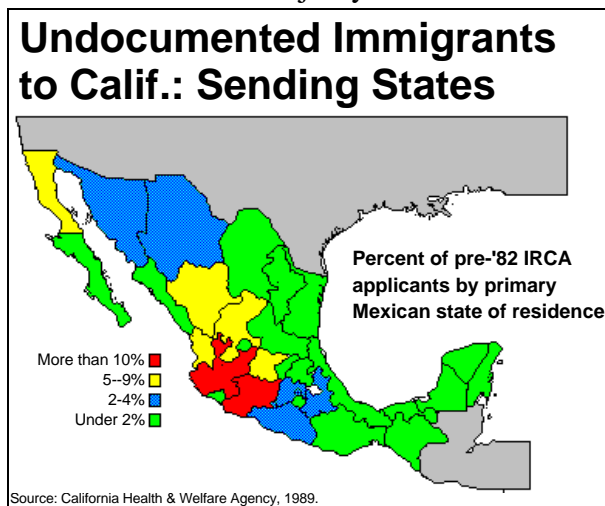 Undocumented Immigrants
to Calif.: Sending States
Percent of pre-'82 IRCA
applicants by primary
Mexican state of residence
More than 10%
5--9%
2-4%
Under 2%
Source: California Health & Welfare Agency, 1989.